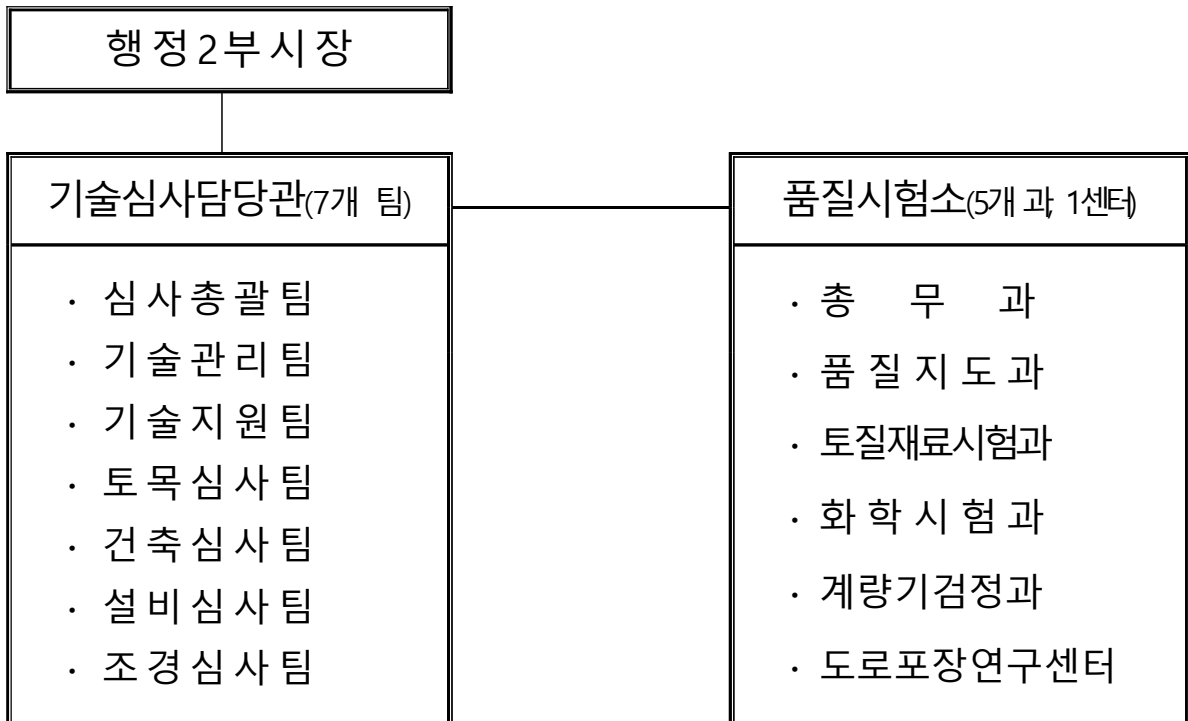 행정2부시장
기술심사담당관(7개 팀)
· 심사총괄팀
· 기술관리팀
· 기술지원팀
· 토목심사팀
· 건축심사팀
· 설비심사팀
· 조경심사팀
품질시험소(5개 과, 1센터)
· 총 무 과
· 품질지도과
· 토질재료시험과
· 화학시험과
· 계량기검정과
· 도로포장연구센터